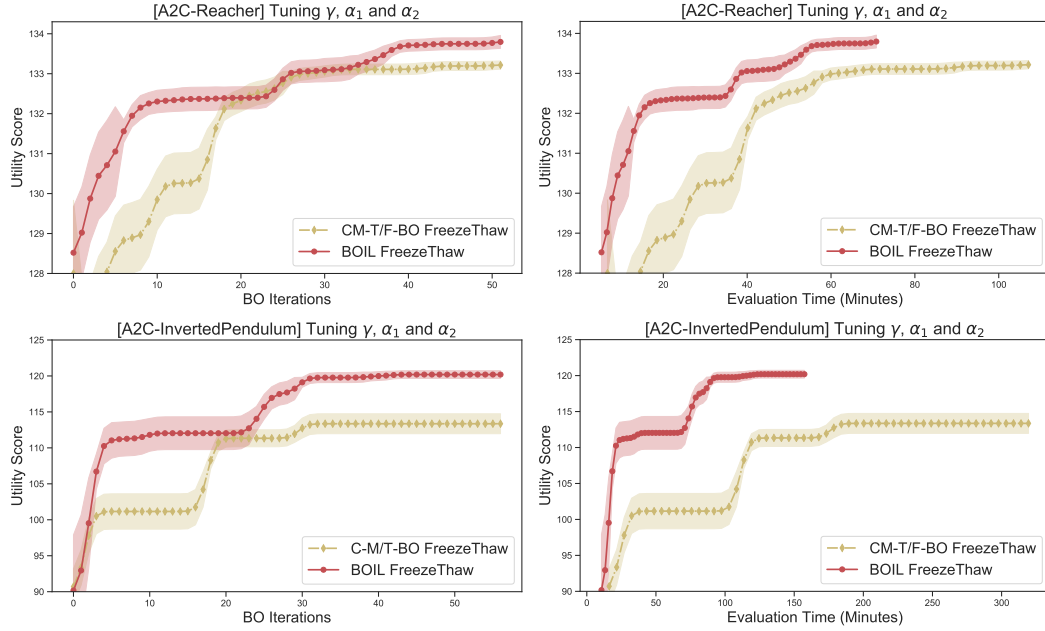 [A2C-Reacher] Tuning γ, α₁ and α₂
134
133
132
131
130
129
128
Utility Score
CM-T/F-BO FreezeThaw
BOIL FreezeThaw
0 10 20 30 40 50
BO Iterations
[A2C-Reacher] Tuning γ, α₁ and α₂
134
133
132
131
130
129
128
Utility Score
CM-T/F-BO FreezeThaw
BOIL FreezeThaw
20 40 60 80 100
Evaluation Time (Minutes)
[A2C-InvertedPendulum] Tuning γ, α₁ and α₂
125
120
115
110
105
100
95
90
Utility Score
C-M/T-BO FreezeThaw
BOIL FreezeThaw
0 10 20 30 40 50
BO Iterations
[A2C-InvertedPendulum] Tuning γ, α₁ and α₂
125
120
115
110
105
100
95
90
Utility Score
CM-T/F-BO FreezeThaw
BOIL FreezeThaw
0 50 100 150 200 250 300
Evaluation Time (Minutes)